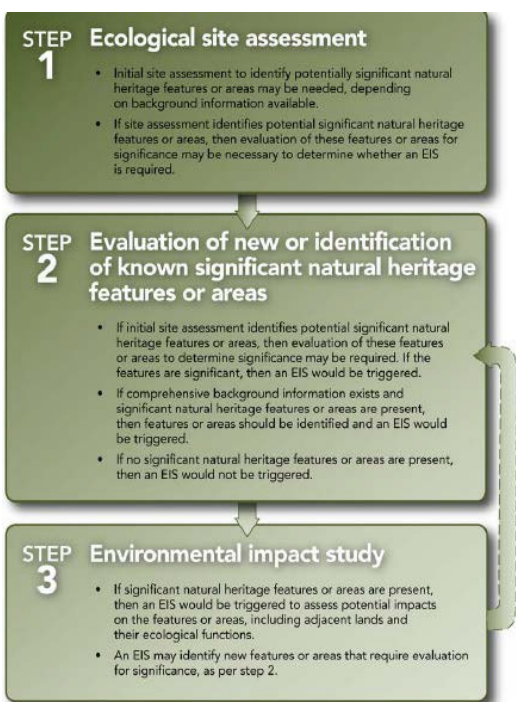 STEP 1 Ecological site assessment
• Initial site assessment to identify potentially significant natural
heritage features or areas may be needed, depending
on background information available.
• If site assessment identifies potential significant natural heritage
features or areas, then evaluation of these features or areas for
significance may be necessary to determine whether an EIS
is required.
STEP 2 Evaluation of new or identification
of known significant natural heritage
features or areas
• If initial site assessment identifies potential significant natural
heritage features or areas, then evaluation of these features
or areas to determine significance may be required. If the
features are significant, then an EIS would be triggered.
• If comprehensive background information exists and
significant natural heritage features or areas are present,
then features or areas should be identified and an EIS would
be triggered.
• If no significant natural heritage features or areas are present,
then an EIS would not be triggered.
STEP 3 Environmental impact study
• If significant natural heritage features or areas are present,
then an EIS would be triggered to assess potential impacts
on the features or areas, including adjacent lands and
their ecological functions.
• An EIS may identify new features or areas that require evaluation
for significance, as per step 2.